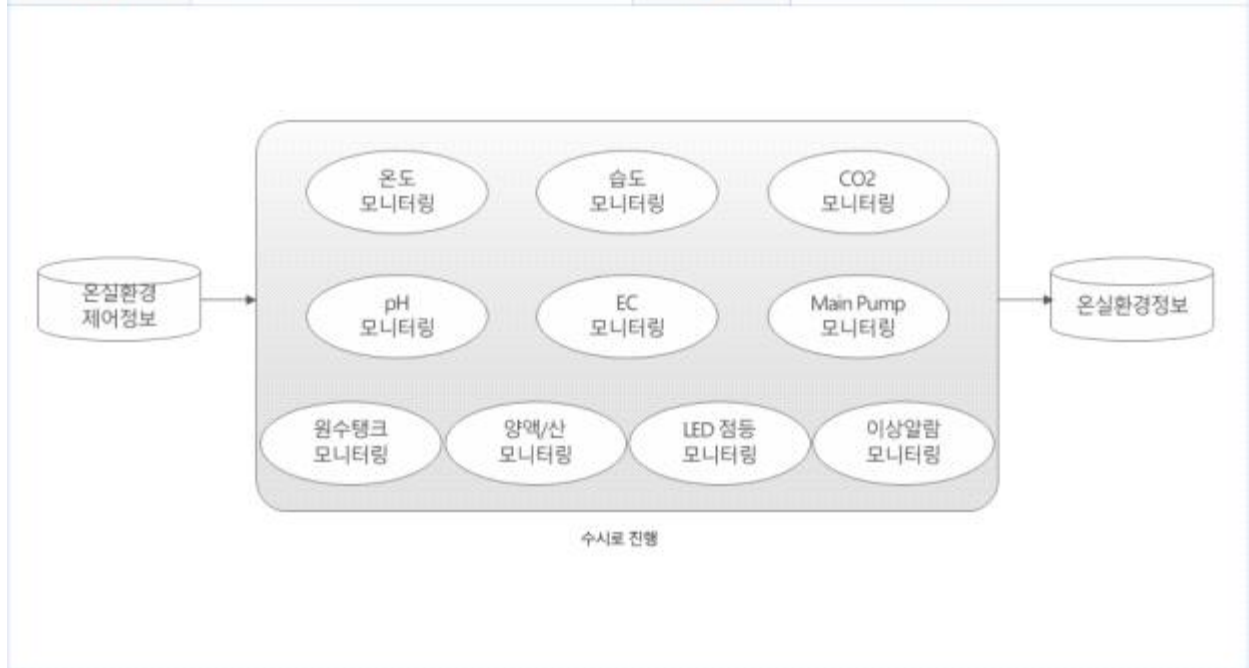 온도
모니터링
습도
모니터링
CO2
모니터링
온실환경
제어정보
pH
모니터링
EC
모니터링
Main Pump
모니터링
온실환경정보
원수탱크
모니터링
양액/산
모니터링
LED 점등
모니터링
이상알람
모니터링
수시로 진행